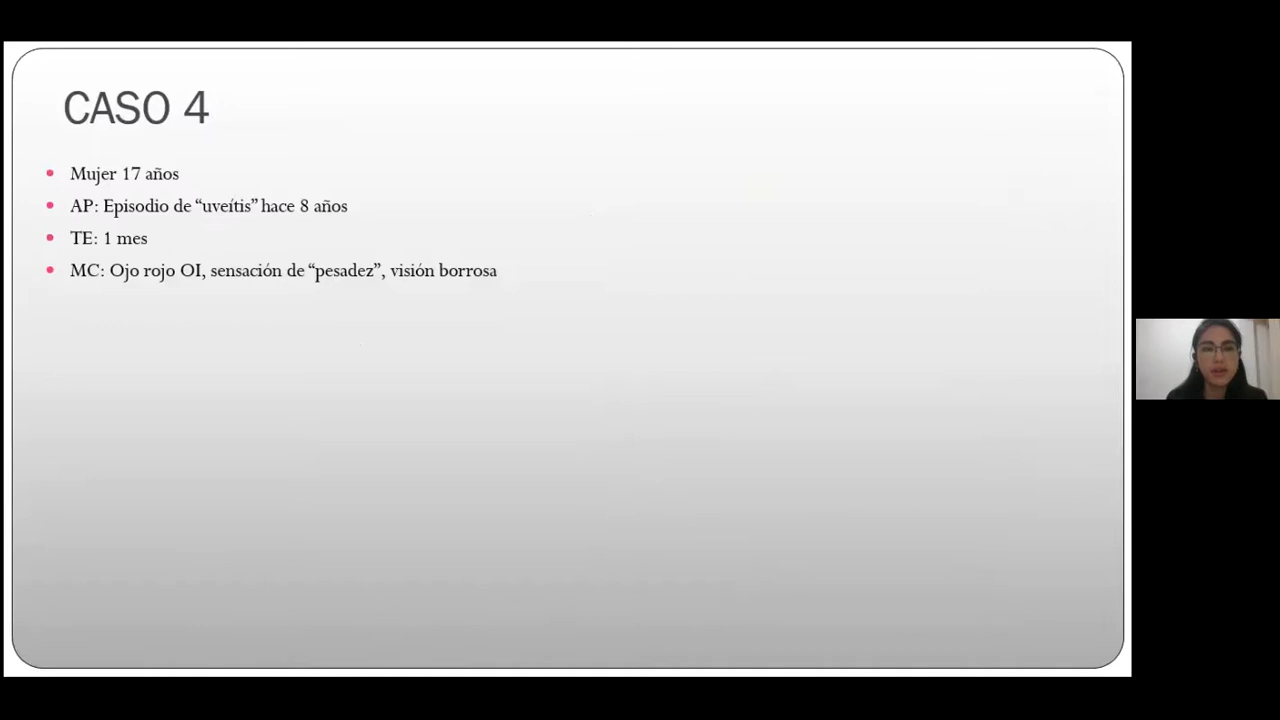 CASO 4
• Mujer 17 años
• AP: Episodio de “uveítis” hace 8 años
• TE: 1 mes
• MC: Ojo rojo OI, sensación de “pesadez”, visión borrosa